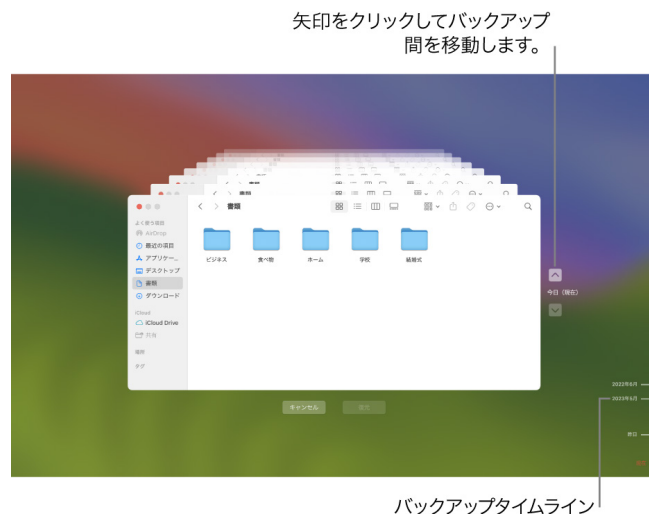 矢印をクリックしてバックアップ
間を移動します。
書類
書類
書類
よく使う項目
AirDrop
最近の項目
アプリケー...
デスクトップ
書類
ダウンロード
iCloud
iCloud Drive
共有
場所
タグ
ビジネス
食べ物
ホーム
学校
結婚式
今日（現在）
キャンセル
復元
2022年6月
2023年5月
昨日
バックアップタイムライン